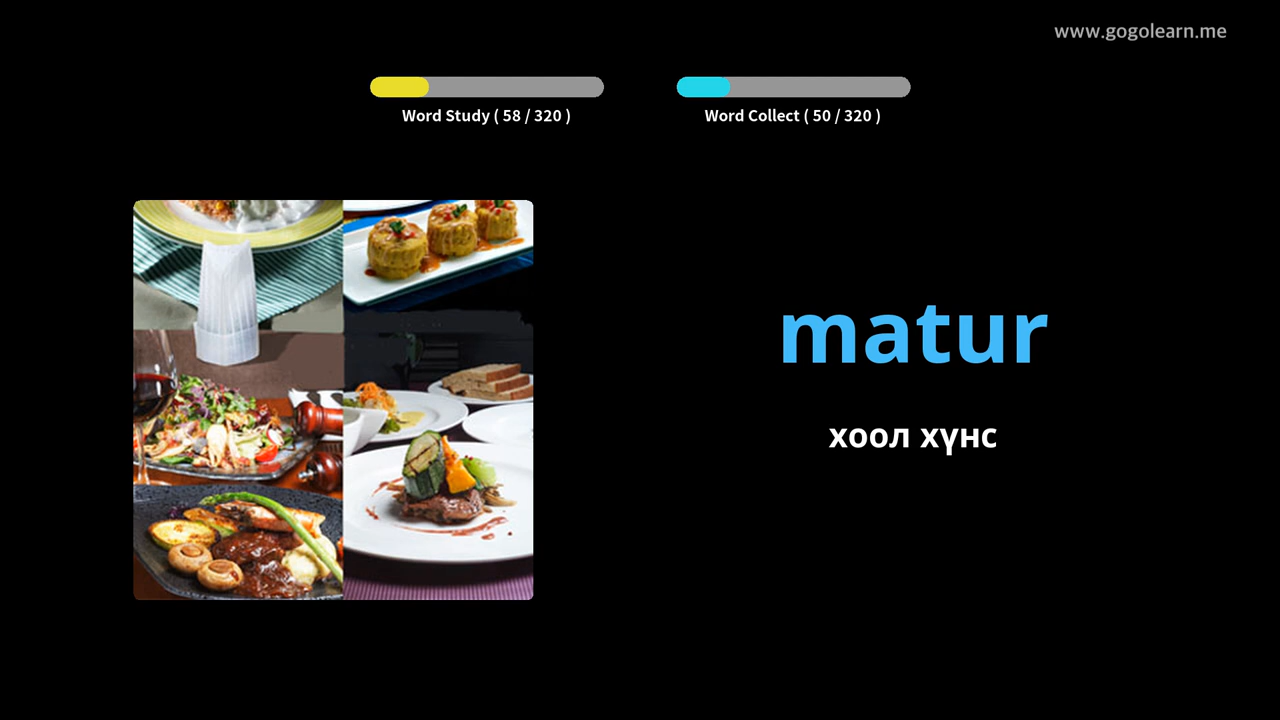 www.gogolearn.me
Word Study ( 58 / 320 )
Word Collect ( 50 / 320 )
matur
хоол хүнс